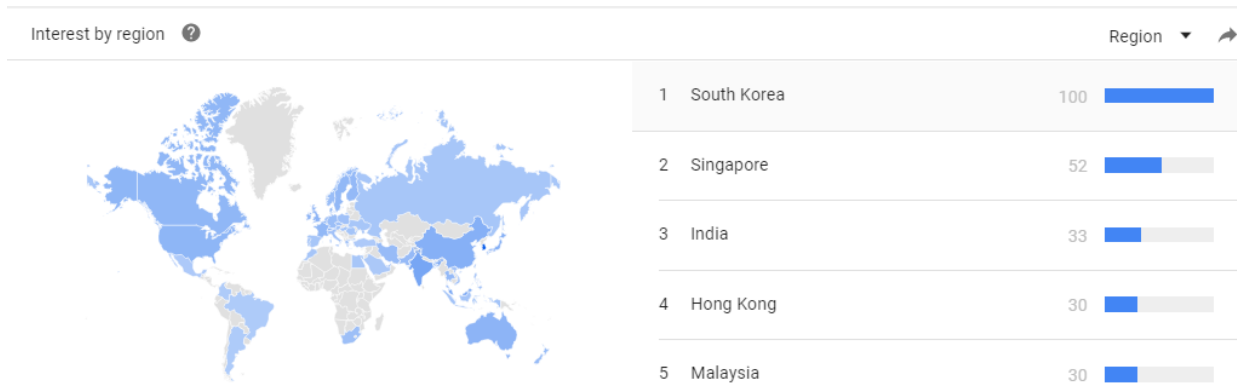 Interest by region
Region
1 South Korea 100
2 Singapore 52
3 India 33
4 Hong Kong 30
5 Malaysia 30